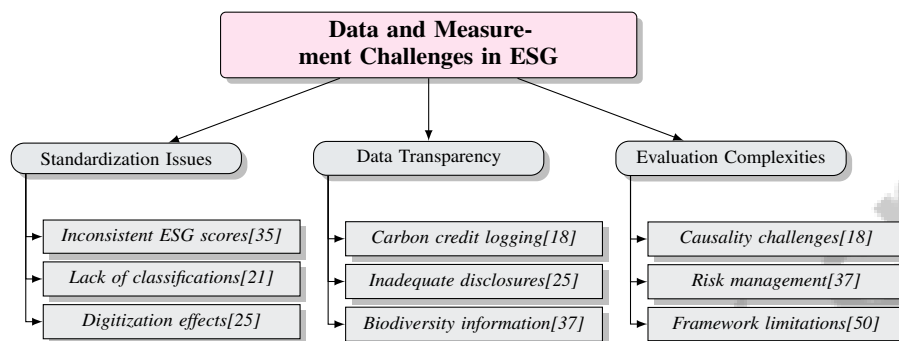 Data and Measure-
ment Challenges in ESG
Standardization Issues
Data Transparency
Evaluation Complexities
Inconsistent ESG scores[35]
Carbon credit logging[18]
Causality challenges[18]
Lack of classifications[21]
Inadequate disclosures[25]
Risk management[37]
Digitization effects[25]
Biodiversity information[37]
Framework limitations[50]